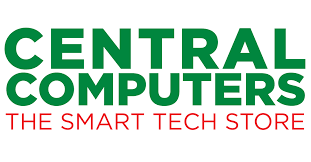 CENTRAL
COMPUTERS
THE SMART TECH STORE